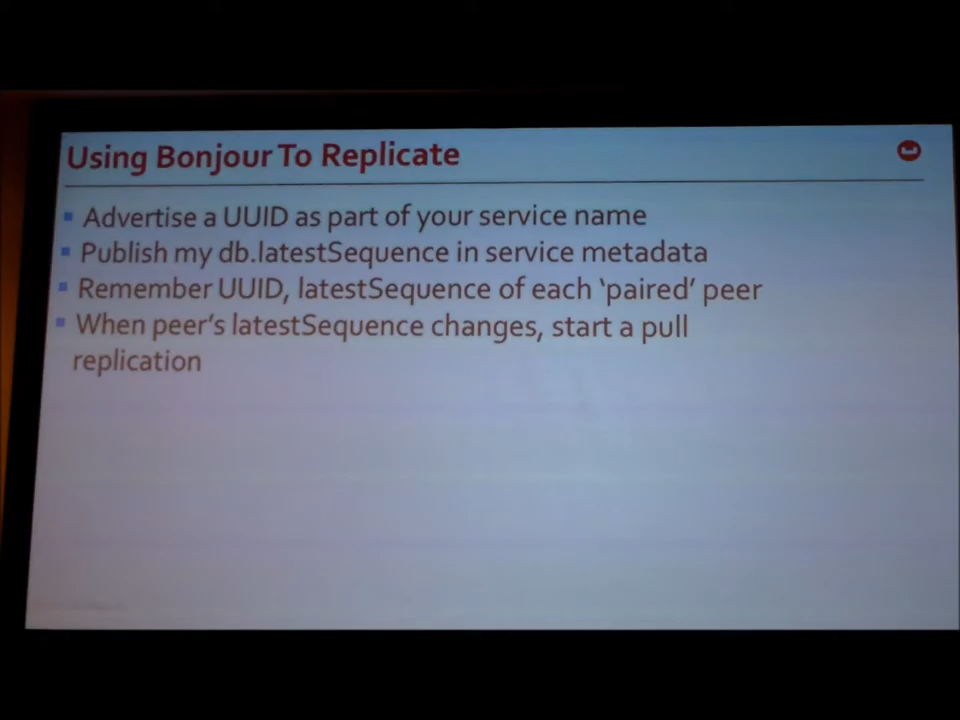 Using Bonjour To Replicate
Advertise a UUID as part of your service name
Publish my db.latestSequence in service metadata
Remember UUID, latestSequence of each ‘paired’ peer
When peer’s latestSequence changes, start a pull
replication